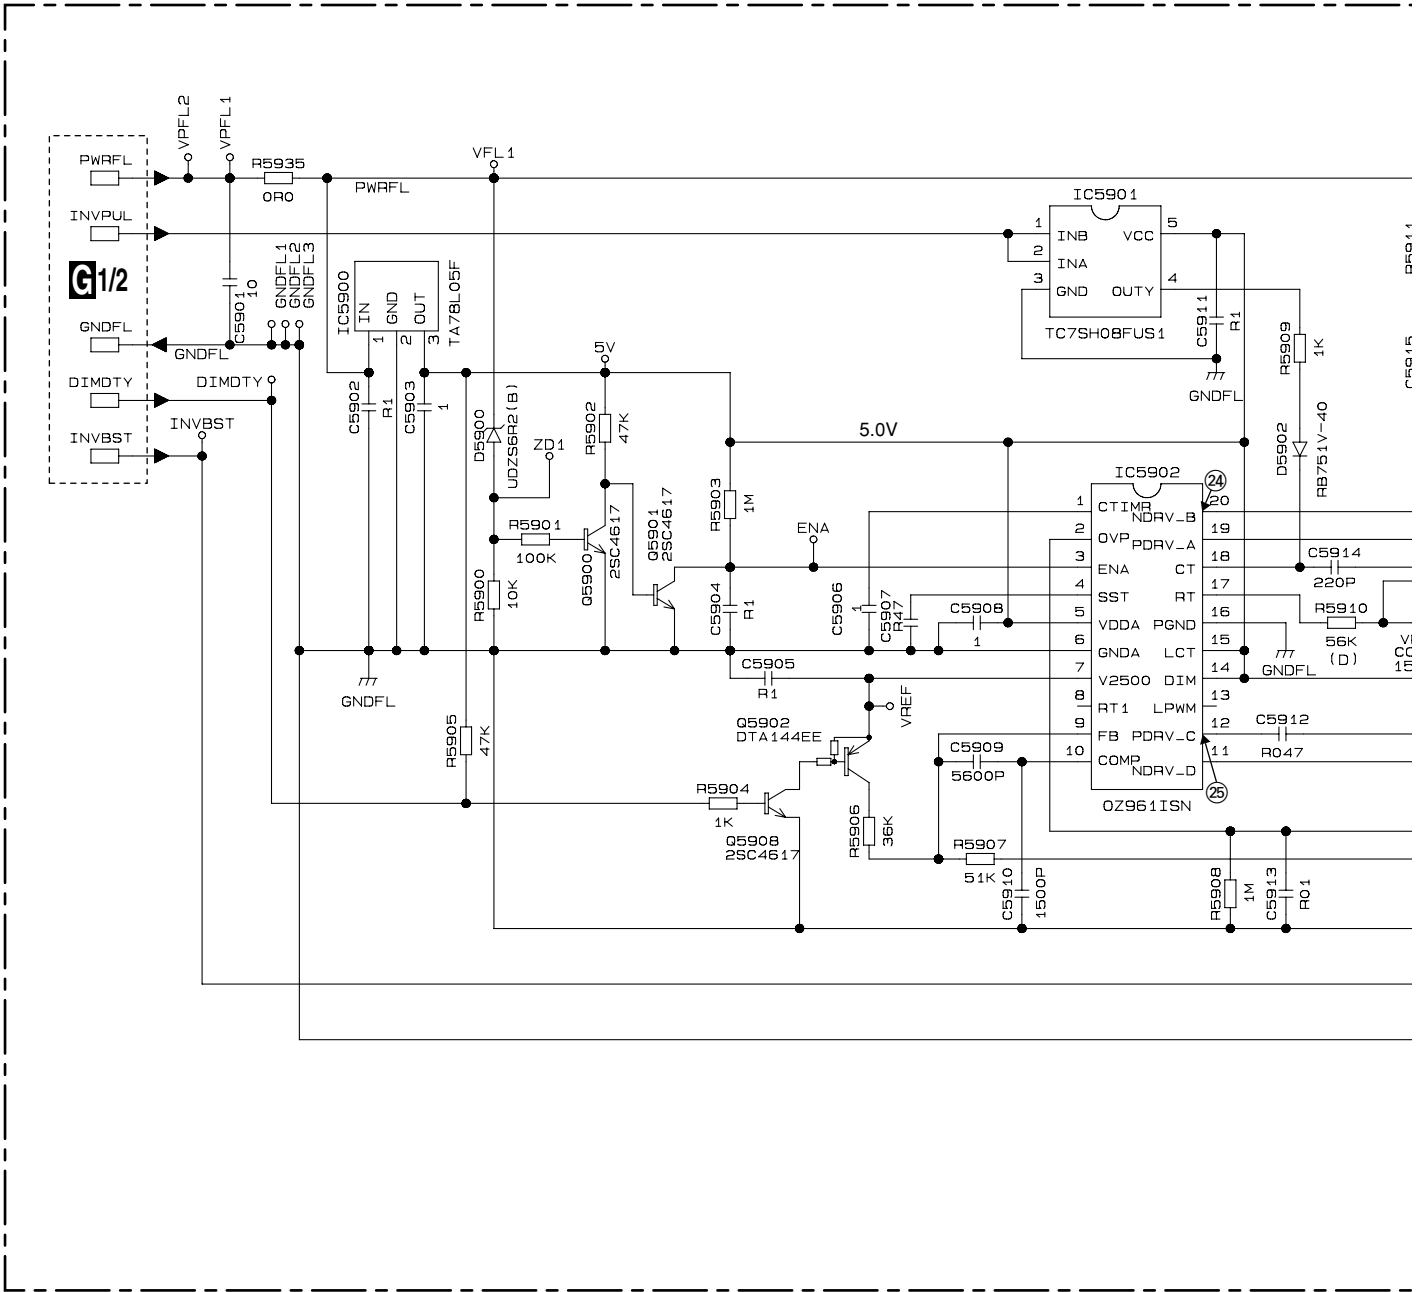 VPFL2
VPFL1
PWRFL
R5935
0R0
PWRFL
VFL1
INVPUL
G1/2
C5901
10
GNDFL1
GNDFL2
GNDFL3
GNDFL
GNDFL
DIMDTY
DIMDTY
INVBST
INVBST
IC5900
IN
GND
OUT
1
2
3
TA78L05F
C5902
R1
C5903
1
GNDFL
D5900
UDZS6R2(B)
ZD1
R5901
100K
R5900
10K
5V
R5902
47K
Q5900
2SC4617
Q5901
2SC4617
R5903
1M
ENA
C5904
R1
C5905
R1
R5905
47K
R5904
1K
Q5908
2SC4617
Q5902
DTA144EE
VREF
R5906
36K
5.0V
C5906
1
C5907
R47
C5908
1
C5909
5600P
R5907
51K
C5910
1500P
IC5901
1
INB
VCC
5
2
INA
3
GND
OUTY
4
TC7SH08FUS1
C5911
R1
GNDFL
R5909
1K
D5902
RB751V-40
IC5902
24
1
CTIMR
NDRV_B
20
2
OVP
PDRV_A
19
3
ENA
CT
18
4
SST
RT
17
5
VDDA
PGND
16
6
GNDA
LCT
15
7
V2500
DIM
14
8
RT1
LPWM
13
9
FB
PDRV_C
12
10
COMP
NDRV_D
11
OZ961ISN
25
C5914
220P
R5910
56K
(D)
GNDFL
C5912
R047
R5908
1M
C5913
R01
R5911
C5915
15